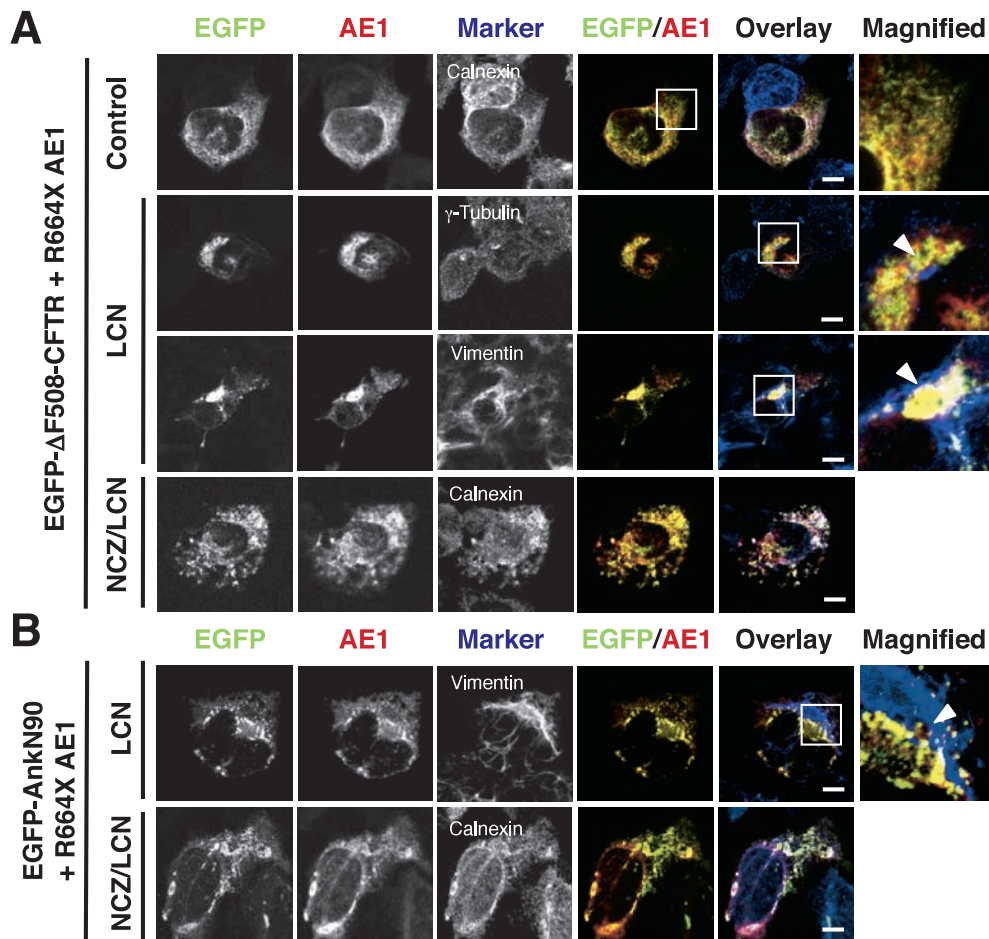 A
EGFP AE1 Marker EGFP/AE1 Overlay Magnified
EGFP-ΔF508-CFTR + R664X AE1
Control
Calnexin
LCN
γ-Tubulin
Vimentin
NCZ/LCN
Calnexin
B
EGFP AE1 Marker EGFP/AE1 Overlay Magnified
EGFP-AnkN90
+ R664X AE1
LCN
Vimentin
NCZ/LCN
Calnexin